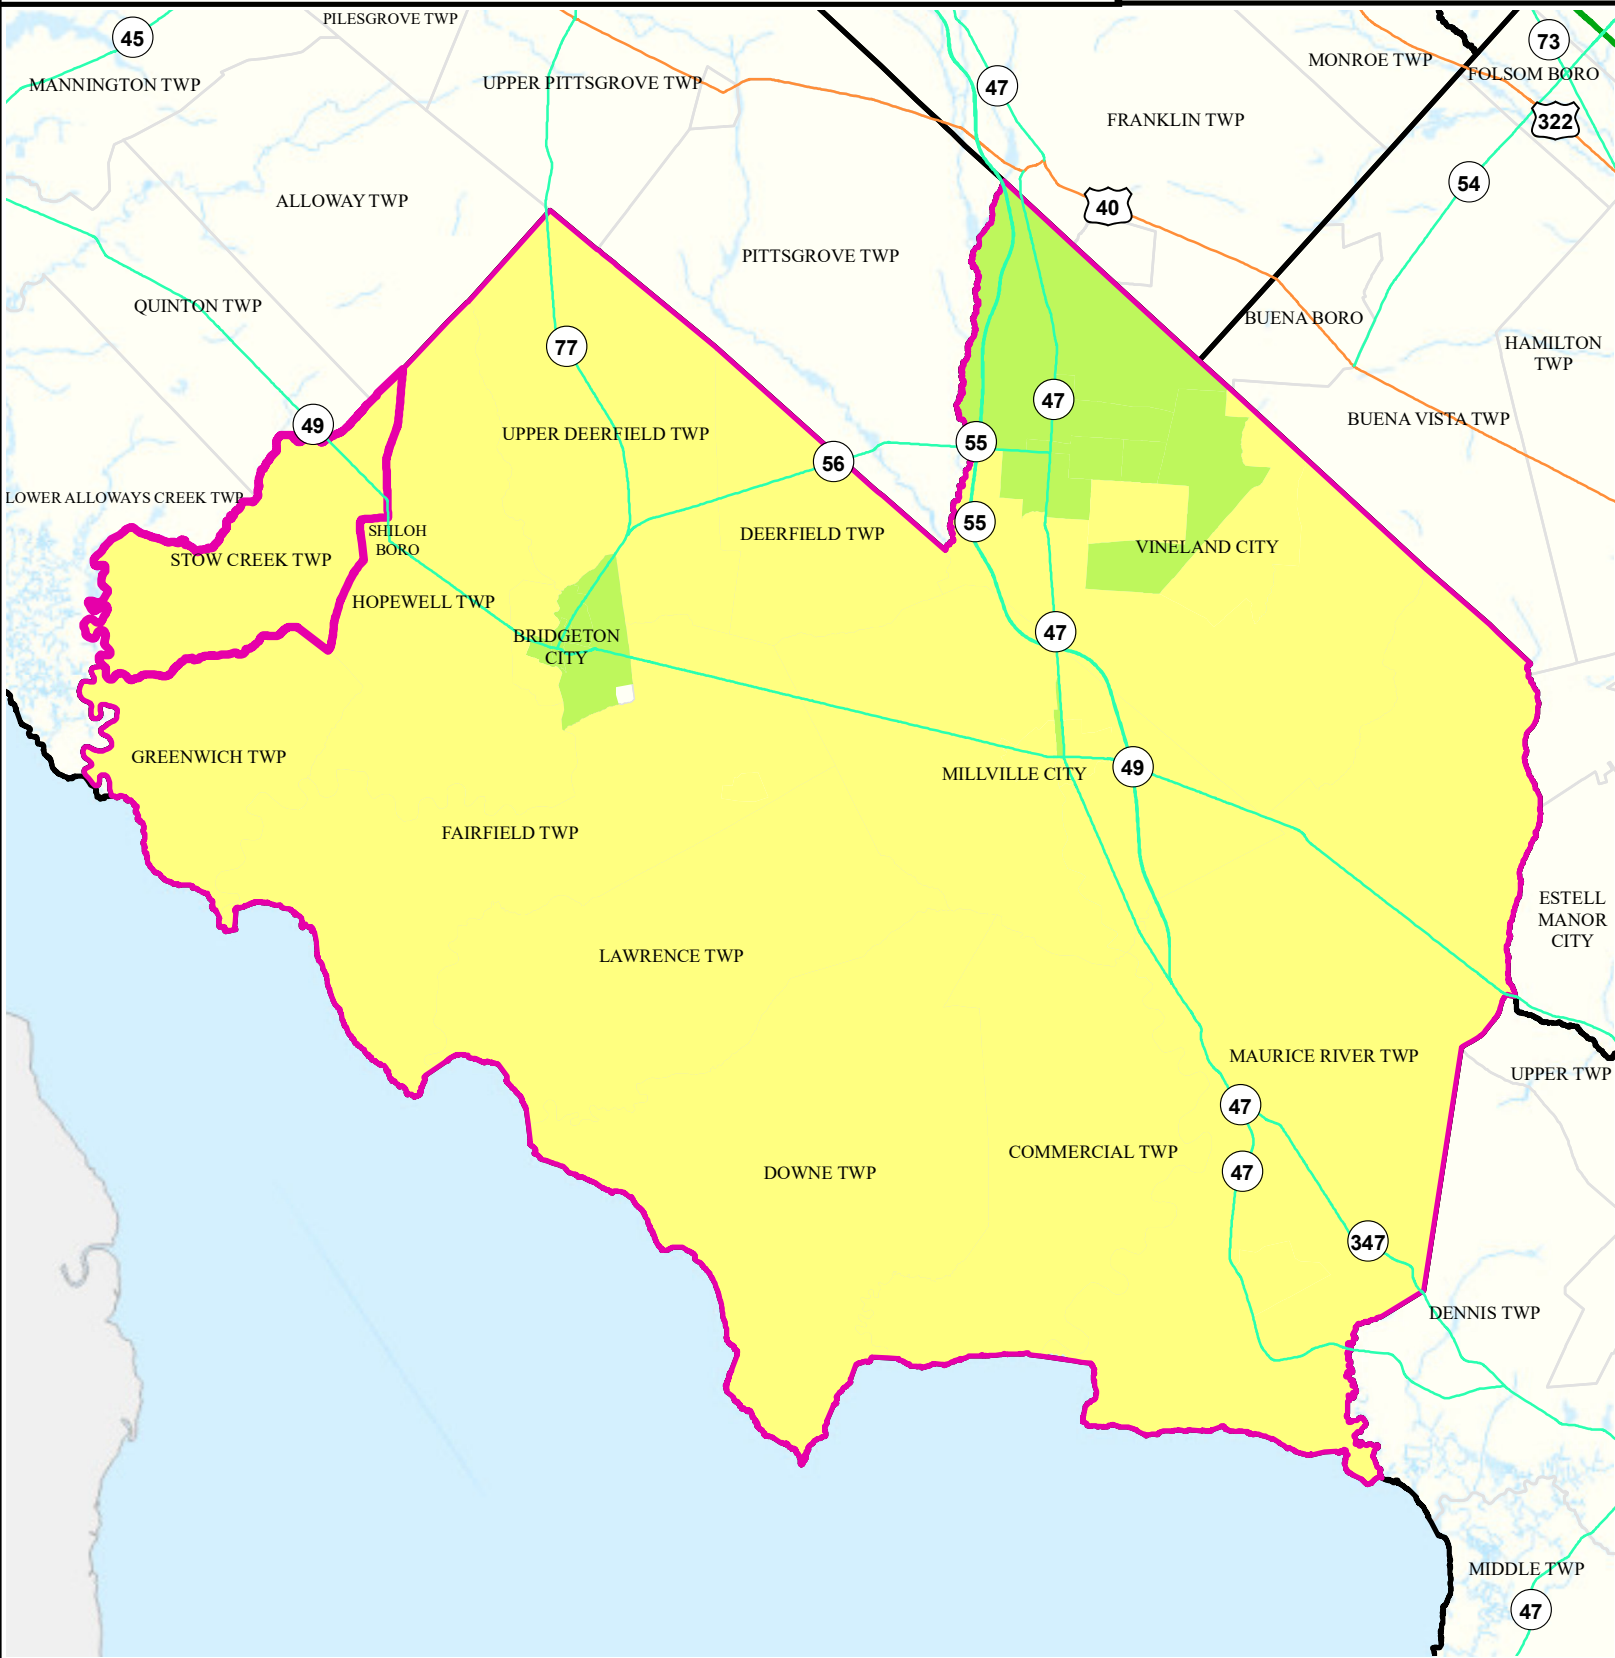 PILESGROVE TWP
45
73
MONROE TWP
FOLSOM BORO
MANNINGTON TWP
UPPER PITTSGROVE TWP
47
FRANKLIN TWP
322
54
ALLOWAY TWP
40
PITTSGROVE TWP
QUINTON TWP
BUENA BORO
HAMILTON
TWP
77
49
47
BUENA VISTA TWP
UPPER DEERFIELD TWP
55
56
LOWER ALLOWAYS CREEK TWP
55
SHILOH
BORO
DEERFIELD TWP
VINELAND CITY
STOW CREEK TWP
HOPEWELL TWP
BRIDGETON
CITY
47
GREENWICH TWP
MILLVILLE CITY
49
FAIRFIELD TWP
ESTELL
MANOR
CITY
LAWRENCE TWP
MAURICE RIVER TWP
UPPER TWP
47
COMMERCIAL TWP
DOWNE TWP
47
347
DENNIS TWP
MIDDLE TWP
47